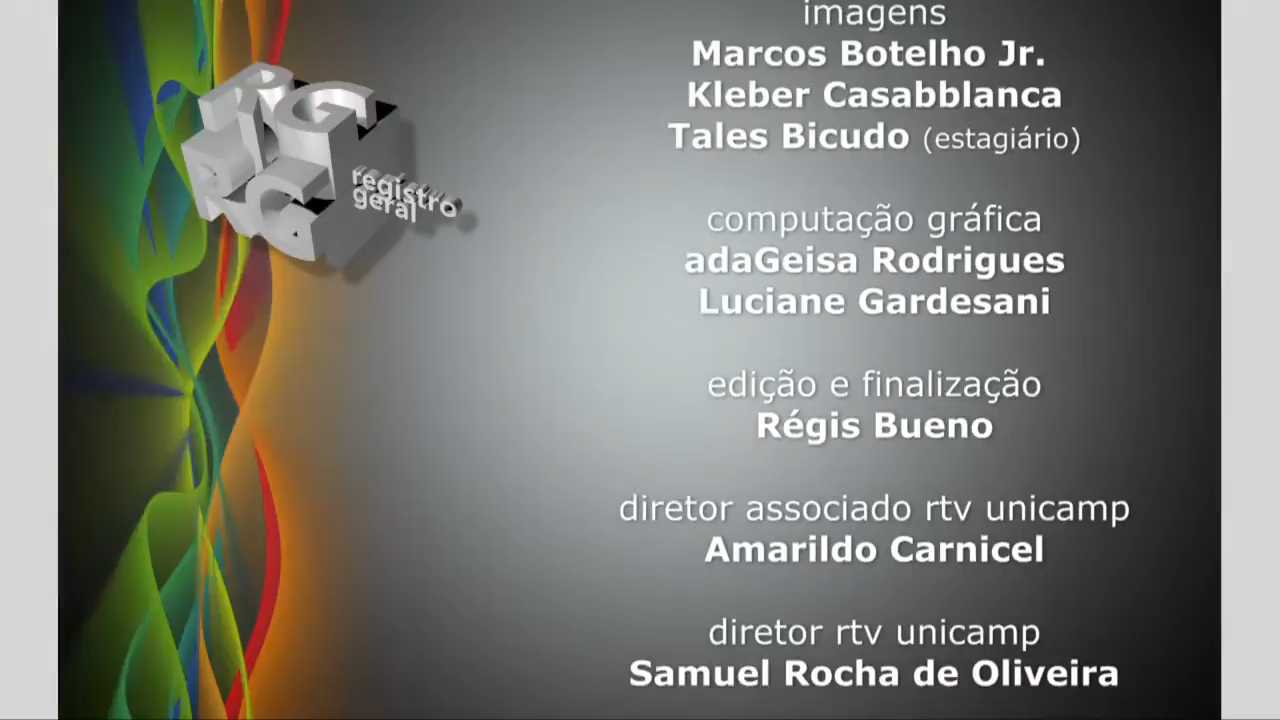 imagens
Marcos Botelho Jr.
Kleber Casabblanca
Tales Bicudo (estagiário)
computação gráfica
adaGeisa Rodrigues
Luciane Gardesani
edição e finalização
Régis Bueno
diretor associado rtv unicamp
Amarildo Carnicel
diretor rtv unicamp
Samuel Rocha de Oliveira
RG
RG
registro
geral